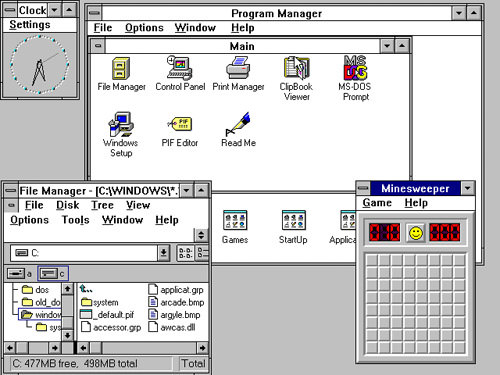 Clock
Settings
Program Manager
File Options Window Help
Main
File Manager
Control Panel
Print Manager
ClipBook Viewer
MS-DOS Prompt
Windows Setup
PIF Editor
Read Me
Games
StartUp
Applica
File Manager - [C:\WINDOWS\*.
File Disk Tree View
Options Tools Window Help
C:
a
c
dos
old_do
window
sys
system
_default.pif
accessor.grp
applicat.grp
arcade.bmp
argyle.bmp
awcas.dll
C: 477MB free, 498MB total
Total
Minesweeper
Game Help